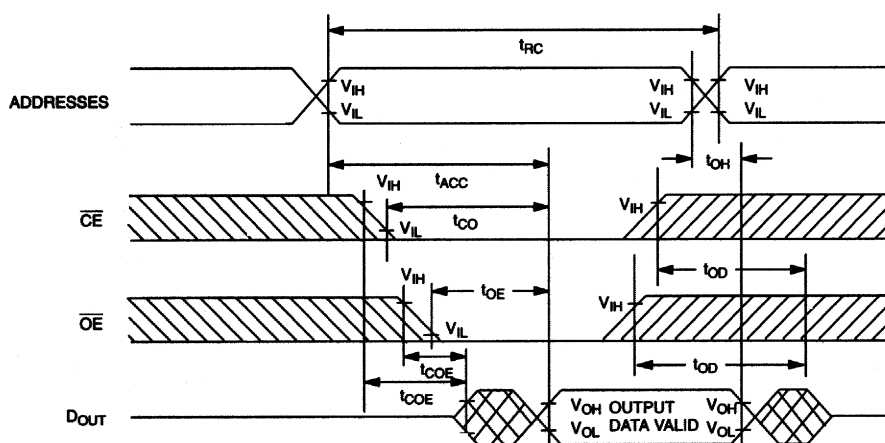 tRC
ADDRESSES
VIH VIH VIH
VIL VIL VIL
tOH
tACC
VIH
CE
tCO
VIH
VIL
VIH
tOE
tOD
VIH
OE
VIL
tCOE
tOD
tCOE
DOUT
VOH OUTPUT VOH
VOL DATA VALID VOL